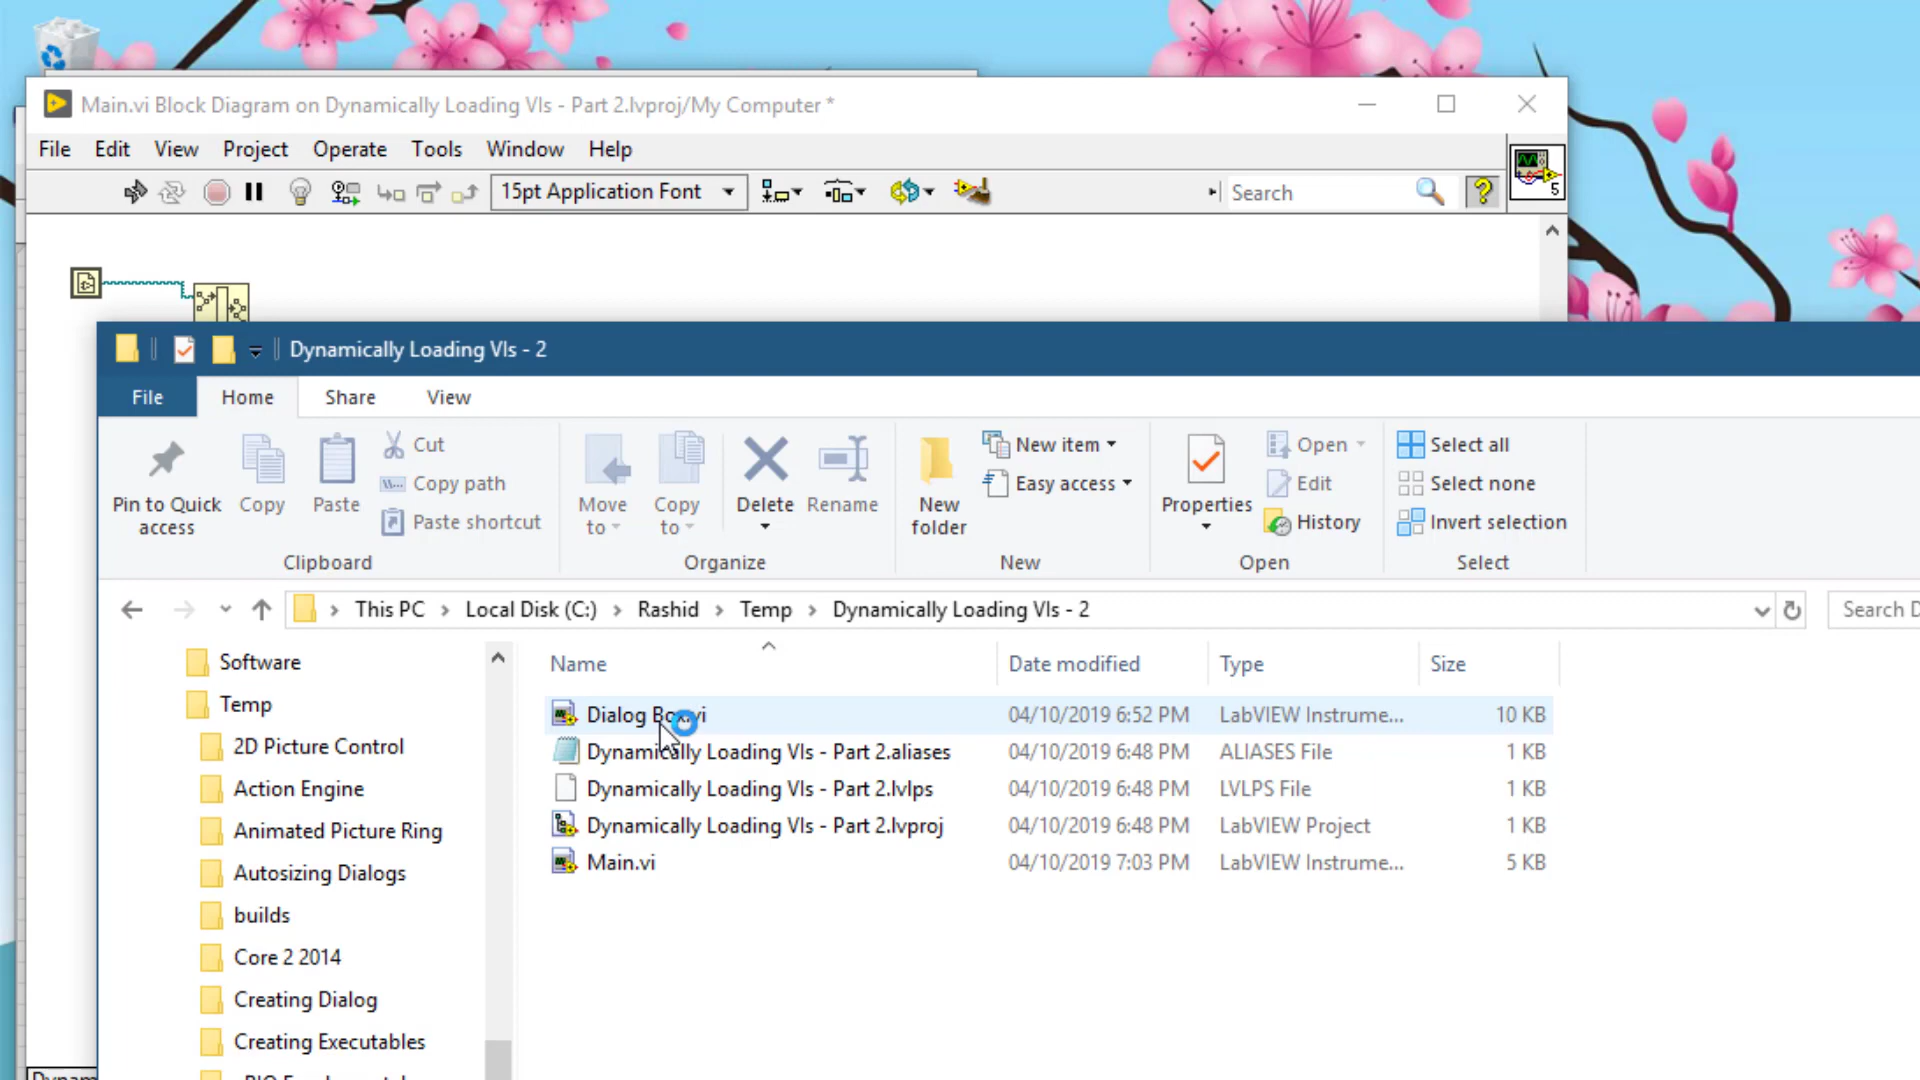 Main.vi Block Diagram on Dynamically Loading VIs - Part 2.lvproj/My Computer *
File Edit View Project Operate Tools Window Help
15pt Application Font Search 5
Dynamically Loading VIs - 2
File Home Share View
Pin to Quick access
Copy
Paste
Cut
Copy path
Paste shortcut
Clipboard
Move to
Copy to
Delete
Rename
Organize
New folder
New item
Easy access
New
Properties
Open
Edit
History
Open
Select all
Select none
Invert selection
Select
This PC > Local Disk (C:) > Rashid > Temp > Dynamically Loading VIs - 2
Software
Temp
2D Picture Control
Action Engine
Animated Picture Ring
Autosizing Dialogs
builds
Core 2 2014
Creating Dialog
Creating Executables
Name Date modified Type Size
Dialog Box.vi 04/10/2019 6:52 PM LabVIEW Instrume... 10 KB
Dynamically Loading VIs - Part 2.aliases 04/10/2019 6:48 PM ALIASES File 1 KB
Dynamically Loading VIs - Part 2.lvlps 04/10/2019 6:48 PM LVLPS File 1 KB
Dynamically Loading VIs - Part 2.lvproj 04/10/2019 6:48 PM LabVIEW Project 1 KB
Main.vi 04/10/2019 7:03 PM LabVIEW Instrume... 5 KB